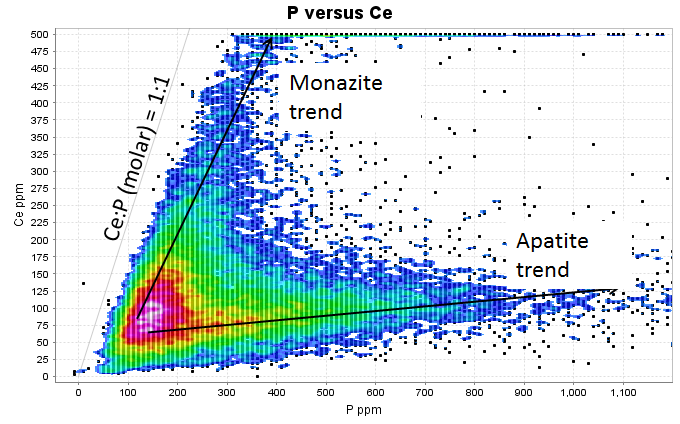 P versus Ce
500
475
450
425
400
375
350
325
300
275
250
225
200
175
150
125
100
75
50
25
0
Ce ppm
Ce:P (molar) = 1:1
Monazite
trend
Apatite
trend
0 100 200 300 400 500 600 700 800 900 1,000 1,100
P ppm